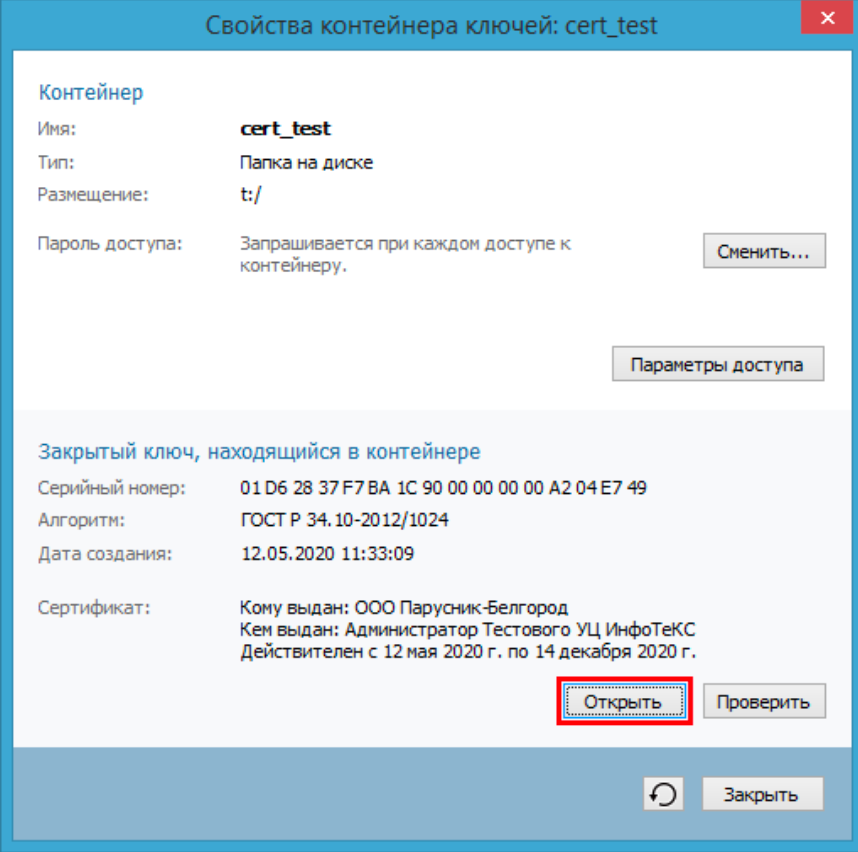 Свойства контейнера ключей: cert_test
Контейнер
Имя: cert_test
Тип: Папка на диске
Размещение: t:/
Пароль доступа: Запрашивается при каждом доступе к
контейнеру.
Сменить...
Параметры доступа
Закрытый ключ, находящийся в контейнере
Серийный номер: 01 D6 28 37 F7 BA 1C 90 00 00 00 00 A2 04 E7 49
Алгоритм: ГОСТ Р 34.10-2012/1024
Дата создания: 12.05.2020 11:33:09
Сертификат: Кому выдан: ООО Парусник-Белгород
Кем выдан: Администратор Тестового УЦ ИнфоТеКС
Действителен с 12 мая 2020 г. по 14 декабря 2020 г.
Открыть Проверить
Закрыть